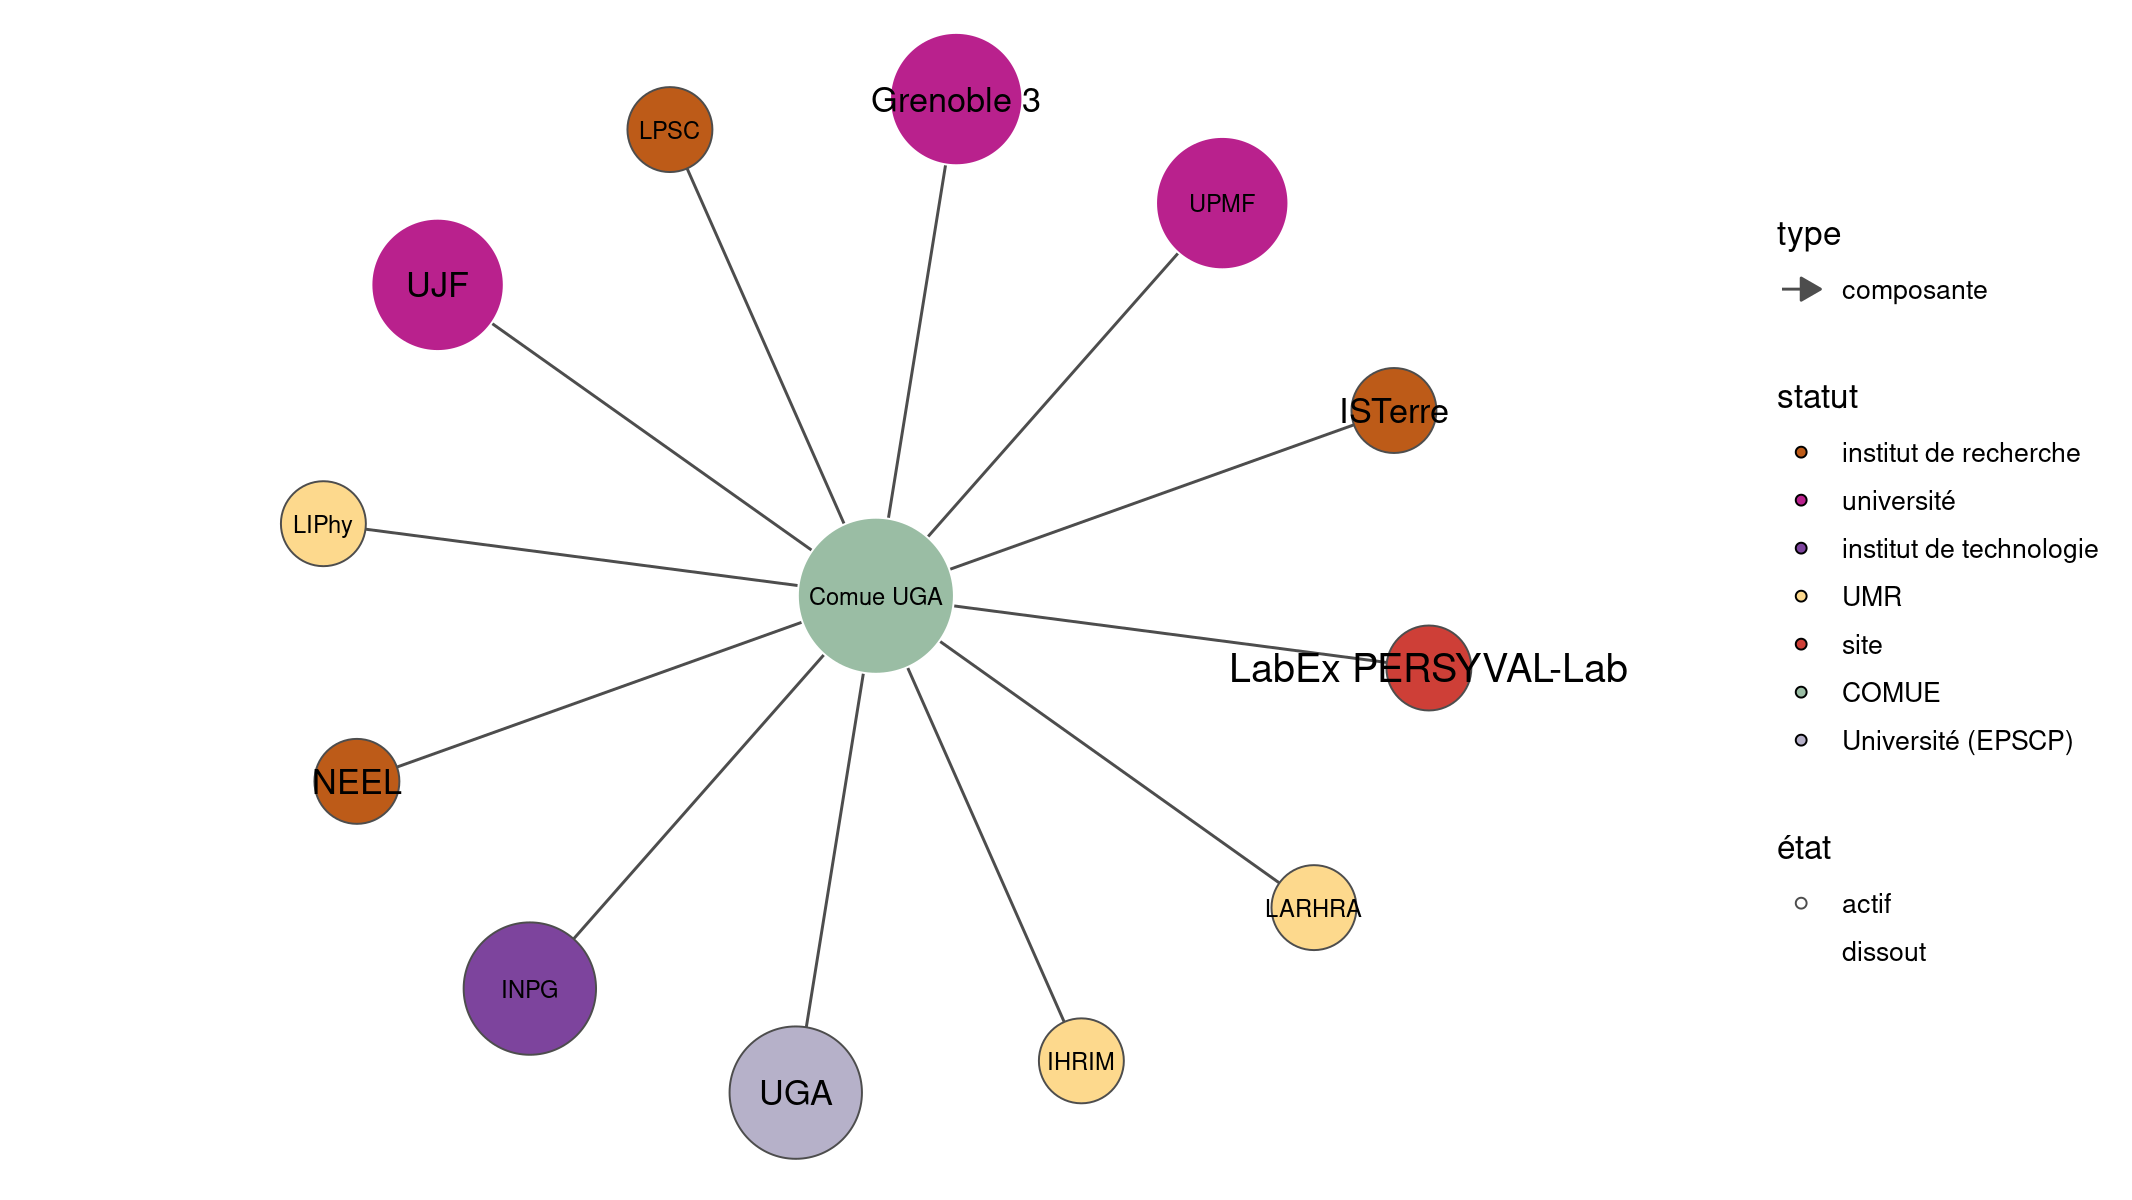 Grenoble 3
LPSC
UPMF
UJF
ISTerre
LIPhy
Comue UGA
LabEx PERSYVAL-Lab
NEEL
LARHRA
INPG
IHRIM
UGA
type
composante
statut
institut de recherche
université
institut de technologie
UMR
site
COMUE
Université (EPSCP)
état
actif
dissout